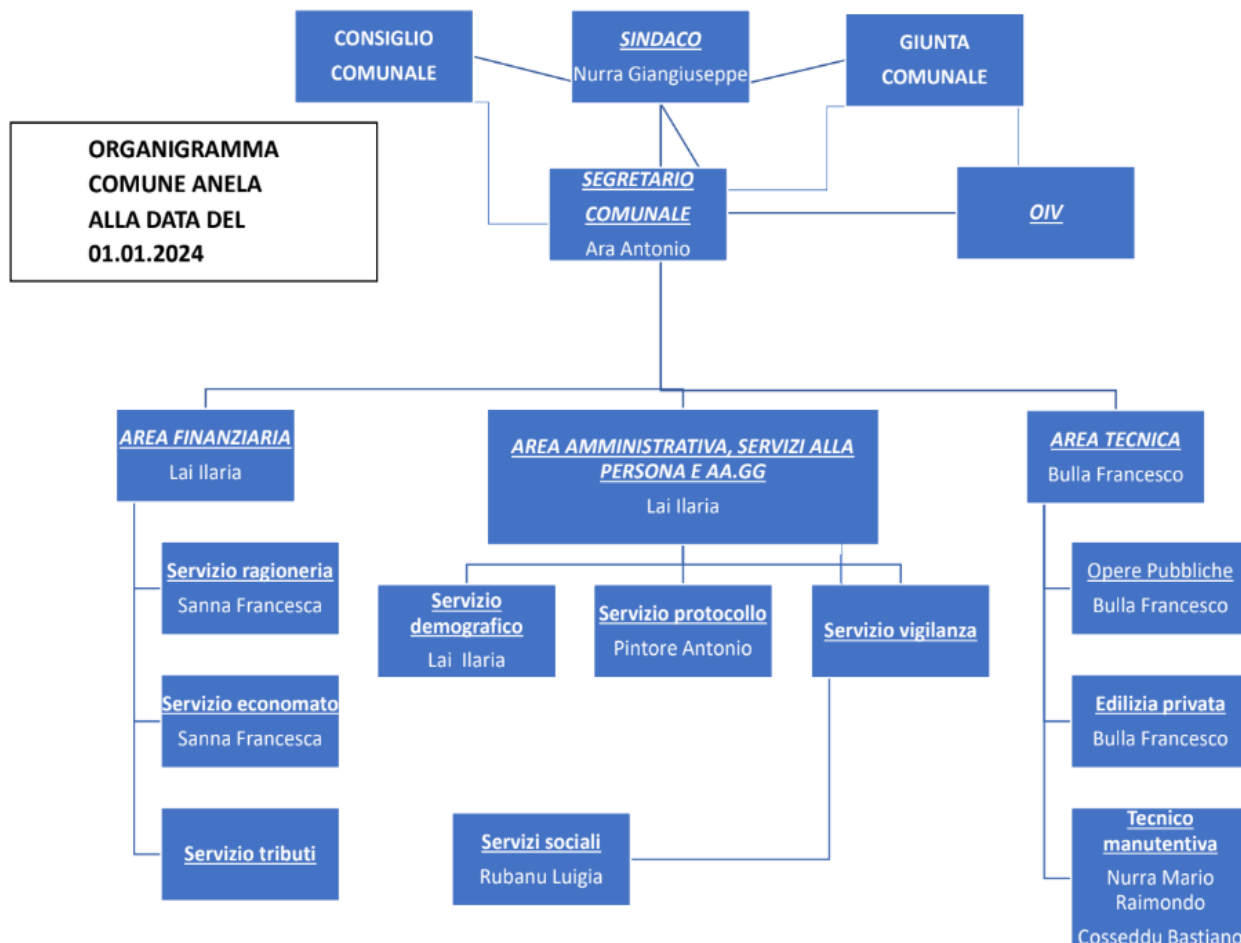 CONSIGLIO
COMUNALE
SINDACO
Nurra Giangiuseppe
GIUNTA
COMUNALE
ORGANIGRAMMA
COMUNE ANELA
ALLA DATA DEL
01.01.2024
SEGRETARIO
COMUNALE
Ara Antonio
OIV
AREA FINANZIARIA
Lai Ilaria
AREA AMMINISTRATIVA, SERVIZI ALLA
PERSONA E AA.GG
Lai Ilaria
AREA TECNICA
Bulla Francesco
Servizio ragioneria
Sanna Francesca
Servizio economato
Sanna Francesca
Servizio tributi
Servizio
demografico
Lai Ilaria
Servizio protocollo
Pintore Antonio
Servizio vigilanza
Servizi sociali
Rubanu Luigia
Opere Pubbliche
Bulla Francesco
Edilizia privata
Bulla Francesco
Tecnico
manutentiva
Nurra Mario
Raimondo
Cosseddu Bastiano